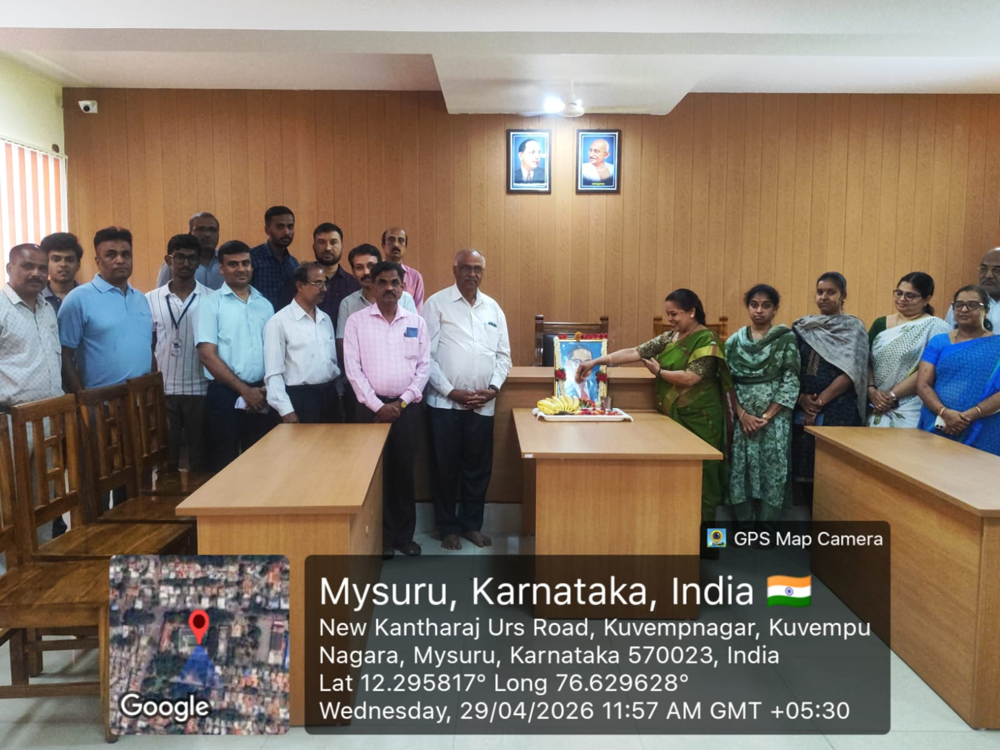 GPS Map Camera
Mysuru, Karnataka, India
New Kantharaj Urs Road, Kuvempnagar, Kuvempu
Nagara, Mysuru, Karnataka 570023, India
Lat 12.295817° Long 76.629628°
Wednesday, 29/04/2026 11:57 AM GMT +05:30
Google